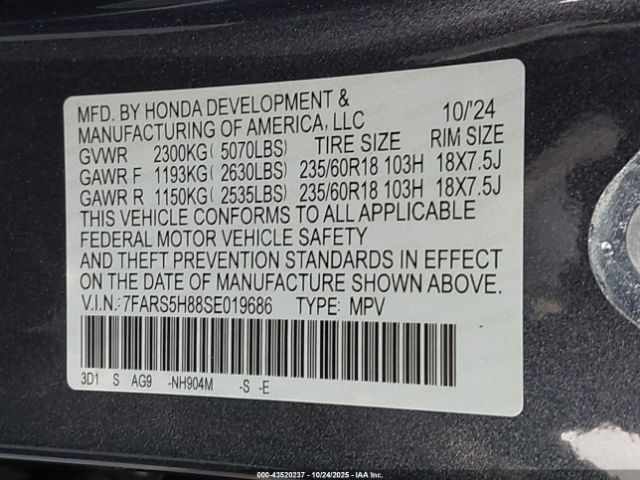 MFD. BY HONDA DEVELOPMENT & 10/'24
MANUFACTURING OF AMERICA, LLC
GVWR 2300KG( 5070LBS) TIRE SIZE RIM SIZE
GAWR F 1193KG( 2630LBS) 235/60R18 103H 18X7.5J
GAWR R 1150KG( 2535LBS) 235/60R18 103H 18X7.5J
THIS VEHICLE CONFORMS TO ALL APPLICABLE
FEDERAL MOTOR VEHICLE SAFETY
AND THEFT PREVENTION STANDARDS IN EFFECT
ON THE DATE OF MANUFACTURE SHOWN ABOVE.
V.I.N.:7FARS5H88SE019686 TYPE: MPV
3D1 S AG9 -NH904M -S -E
© 43520237 - 10/24/2025 - IAA, INC.